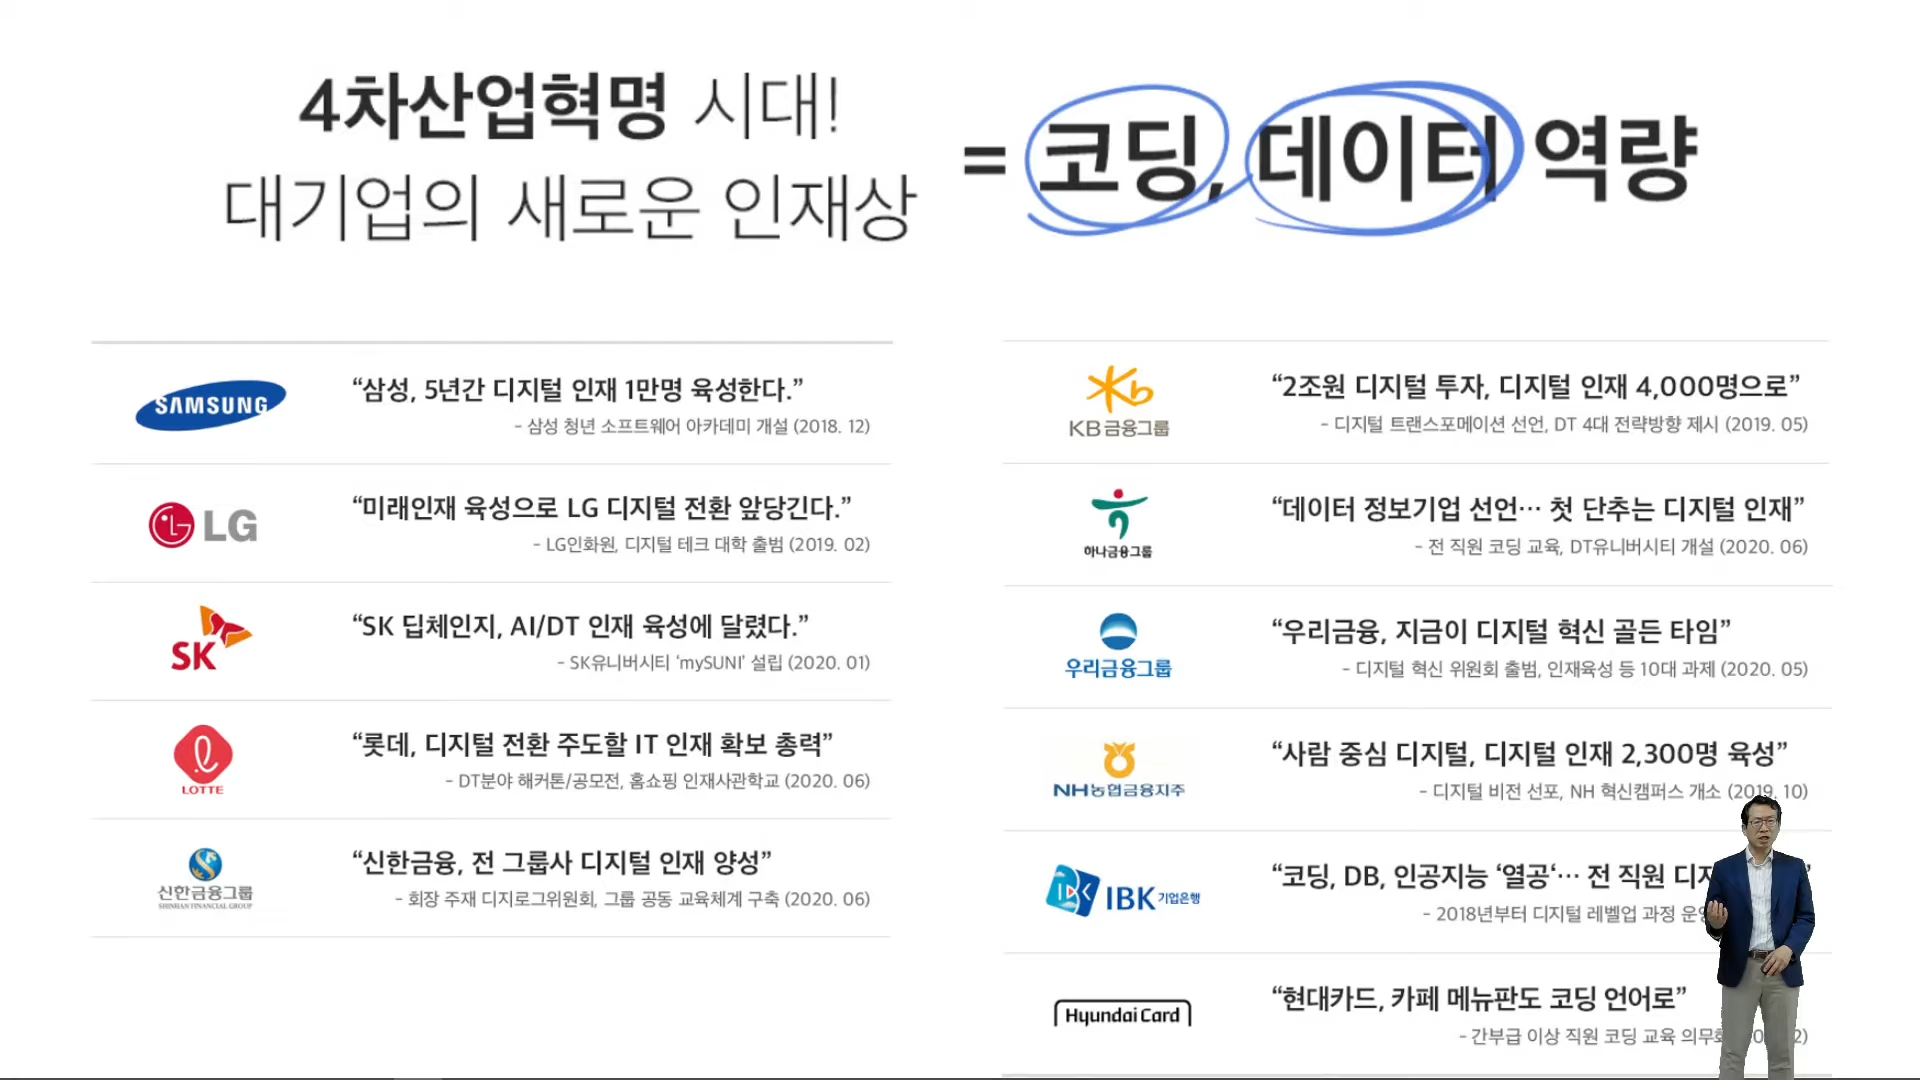 4차산업혁명 시대!
대기업의 새로운 인재상
= 코딩, 데이터 역량
SAMSUNG
“삼성, 5년간 디지털 인재 1만명 육성한다.”
- 삼성 청년 소프트웨어 아카데미 개설 (2018. 12)
LG
“미래인재 육성으로 LG 디지털 전환 앞당긴다.”
- LG인화원, 디지털 테크 대학 출범 (2019. 02)
SK
“SK 딥체인지, AI/DT 인재 육성에 달렸다.”
- SK유니버시티 ‘mySUNI’ 설립 (2020. 01)
LOTTE
“롯데, 디지털 전환 주도할 IT 인재 확보 총력”
- DT분야 해커톤/공모전, 홈쇼핑 인재사관학교 (2020. 06)
신한금융그룹
SHINHAN FINANCIAL GROUP
“신한금융, 전 그룹사 디지털 인재 양성”
- 회장 주재 디지로그위원회, 그룹 공동 교육체계 구축 (2020. 06)
KB금융그룹
“2조원 디지털 투자, 디지털 인재 4,000명으로”
- 디지털 트랜스포메이션 선언, DT 4대 전략방향 제시 (2019. 05)
하나금융그룹
“데이터 정보기업 선언… 첫 단추는 디지털 인재”
- 전 직원 코딩 교육, DT유니버시티 개설 (2020. 06)
우리금융그룹
“우리금융, 지금이 디지털 혁신 골든 타임”
- 디지털 혁신 위원회 출범, 인재육성 등 10대 과제 (2020. 05)
NH농협금융지주
“사람 중심 디지털, 디지털 인재 2,300명 육성”
- 디지털 비전 선포, NH 혁신캠퍼스 개소 (2019. 10)
IBK기업은행
“코딩, DB, 인공지능 ‘열공‘… 전 직원
- 2018년부터 디지털 레벨업 과정
Hyundai Card
“현대카드, 카페 메뉴판도 코딩 언어로”
- 간부급 이상 직원 코딩 교육